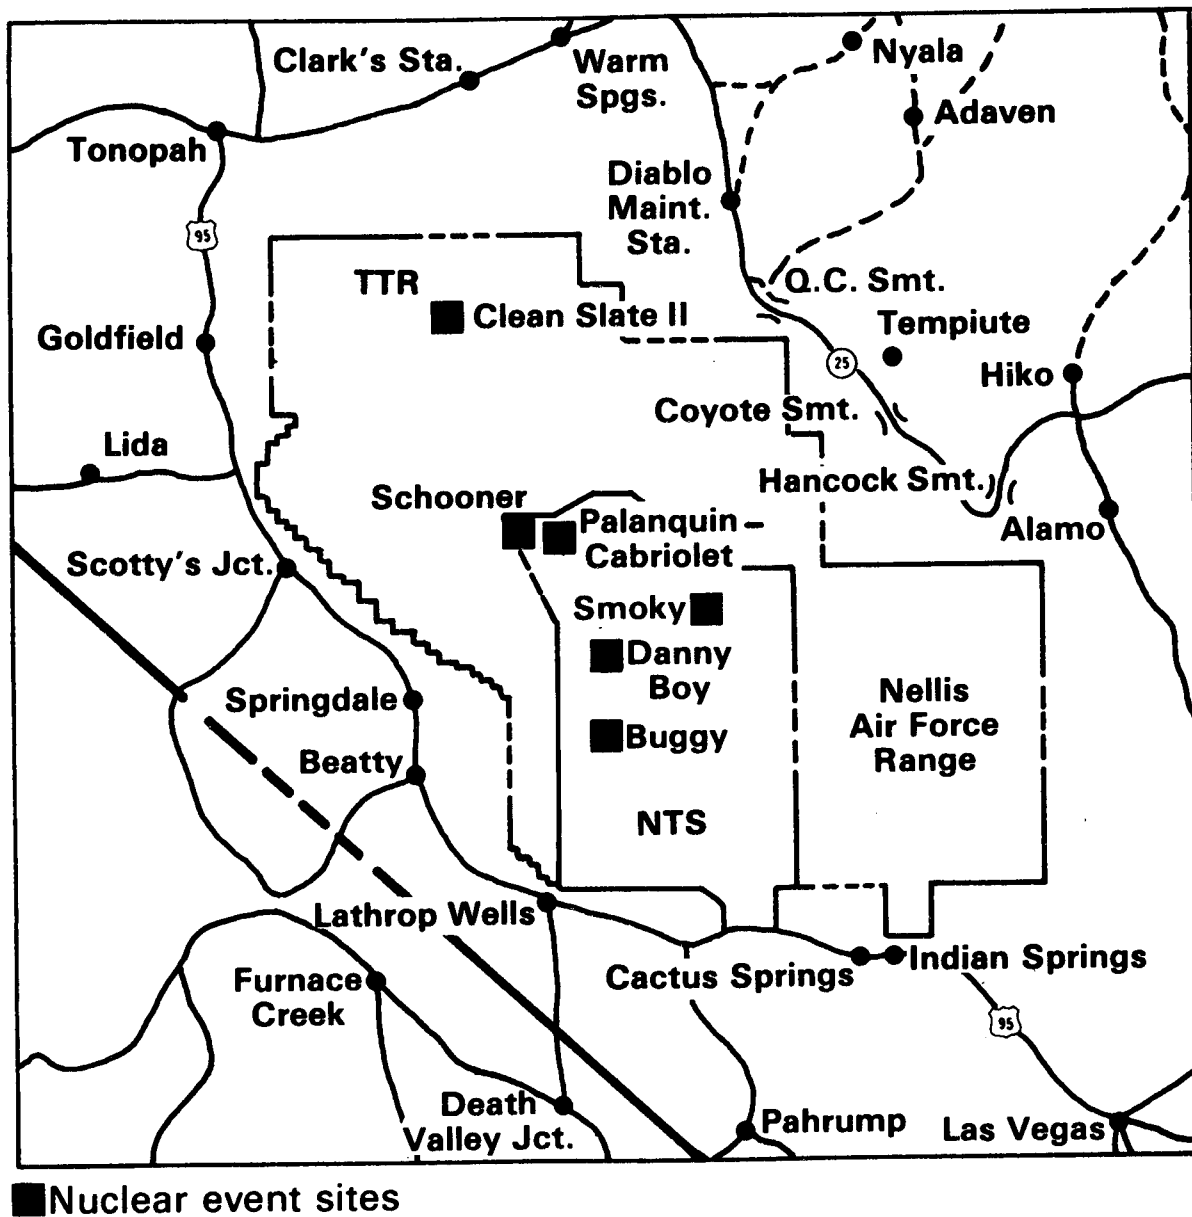 Clark's Sta.
Warm
Spgs.
Nyala
Adaven
Tonopah
Diablo
Maint.
Sta.
95
TTR
Q.C. Smt.
Clean Slate II
Tempiute
Goldfield
25
Hiko
Coyote Smt.
Lida
Hancock Smt.
Schooner
Alamo
Palanquin –
Cabriolet
Scotty's Jct.
Smoky
Danny
Boy
Springdale
Nellis
Air Force
Range
Buggy
Beatty
NTS
Lathrop Wells
Cactus Springs
Indian Springs
Furnace
Creek
95
Death
Valley Jct.
Pahrump
Las Vegas
Nuclear event sites